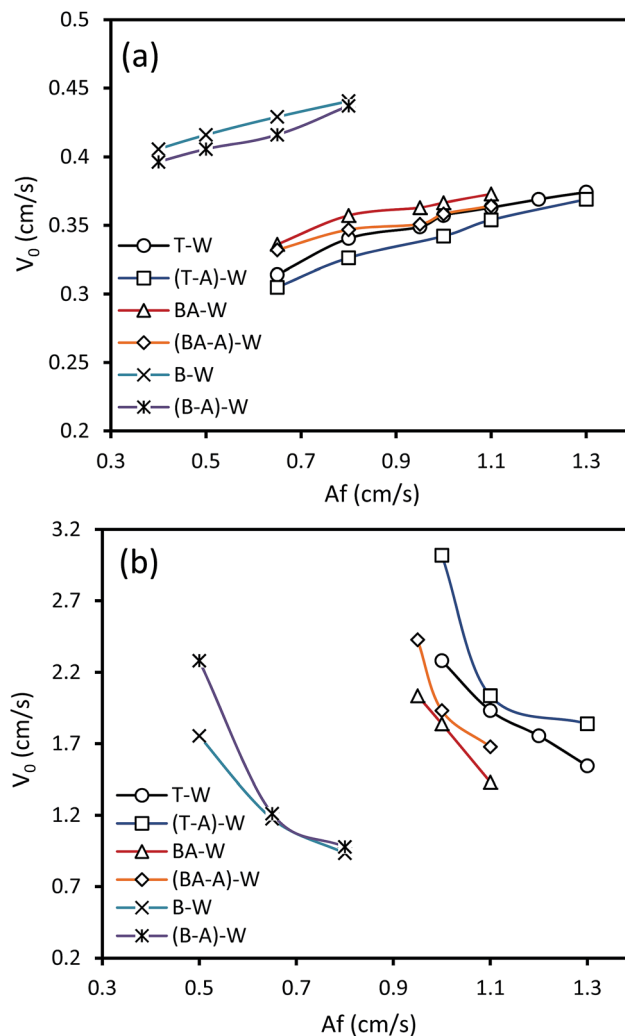 0.5
(a)
0.45
0.4
V0 (cm/s)
0.35
T-W
0.3
(T-A)-W
BA-W
0.25
(BA-A)-W
B-W
(B-A)-W
0.2
0.3 0.5 0.7 0.9 1.1 1.3
Af (cm/s)
3.2
(b)
2.7
2.2
V0 (cm/s)
1.7
T-W
1.2
(T-A)-W
BA-W
(BA-A)-W
0.7
B-W
(B-A)-W
0.2
0.3 0.5 0.7 0.9 1.1 1.3
Af (cm/s)